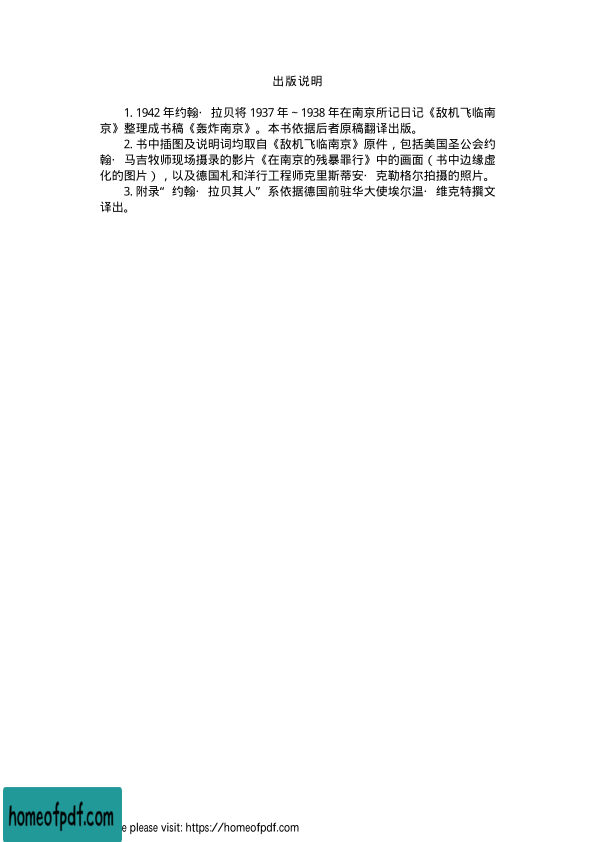 出版说明
1. 1942 年约翰· 拉贝将 1937 年～1938 年在南京所记日记《敌机飞临南
京》整理成书稿《轰炸南京》。本书依据后者原稿翻译出版。
2. 书中插图及说明词均取自《敌机飞临南京》原件，包括美国圣公会约
翰· 马吉牧师现场摄录的影片《在南京的残暴罪行》中的画面（书中边缘虚
化的图片），以及德国札和洋行工程师克里斯蒂安· 克勒格尔拍摄的照片。
3. 附录“ 约翰· 拉贝其人” 系依据德国前驻华大使埃尔温· 维克特撰文
译出。
homeofpdf.com
e please visit: https://homeofpdf.com